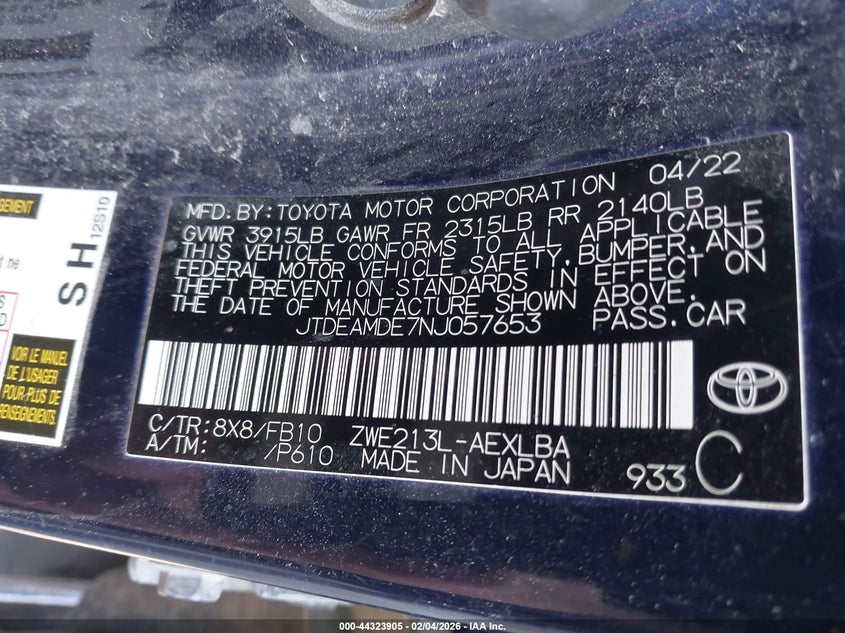 MFD.BY:TOYOTA MOTOR CORPORATION 04/22
GVWR 3915LB GAWR FR 2315LB RR 2140LB
THIS VEHICLE CONFORMS TO ALL APPLICABLE
FEDERAL MOTOR VEHICLE SAFETY,BUMPER,AND
THEFT PREVENTION STANDARDS IN EFFECT ON
THE DATE OF MANUFACTURE SHOWN ABOVE.
JTDEAMDE7NJ057653 PASS.CAR
C/TR:8X8/FB10 ZWE213L-AEXLBA
A/TM: /P610 MADE IN JAPAN 933 C
SH 12S10
VOIR LE MANUEL
DE L'USAGER
POUR PLUS DE
RENSEIGNEMENTS
000-44323905 - 02/04/2026 - IAA Inc.